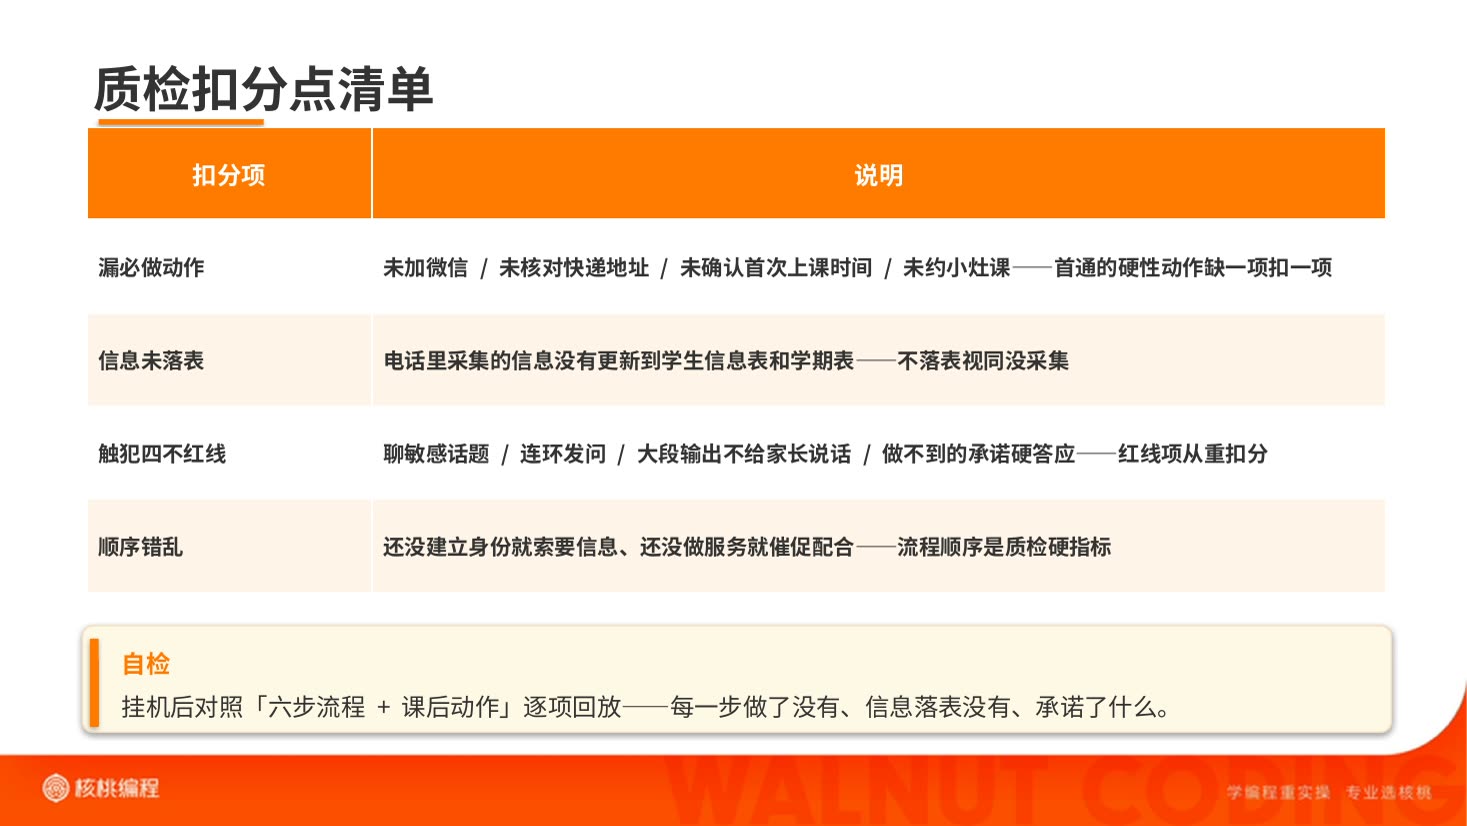 质检扣分点清单
扣分项 说明
漏必做动作 未加微信 / 未核对快递地址 / 未确认首次上课时间 / 未约小灶课——首通的硬性动作缺一项扣一项
信息未落表 电话里采集的信息没有更新到学生信息表和学期表——不落表视同没采集
触犯四不红线 聊敏感话题 / 连环发问 / 大段输出不给家长说话 / 做不到的承诺硬答应——红线项从重扣分
顺序错乱 还没建立身份就索要信息、还没做服务就催促配合——流程顺序是质检硬指标
自检
挂机后对照「六步流程 + 课后动作」逐项回放——每一步做了没有、信息落表没有、承诺了什么。
WALNUT CODING
核桃编程
学编程重实操 专业选核桃